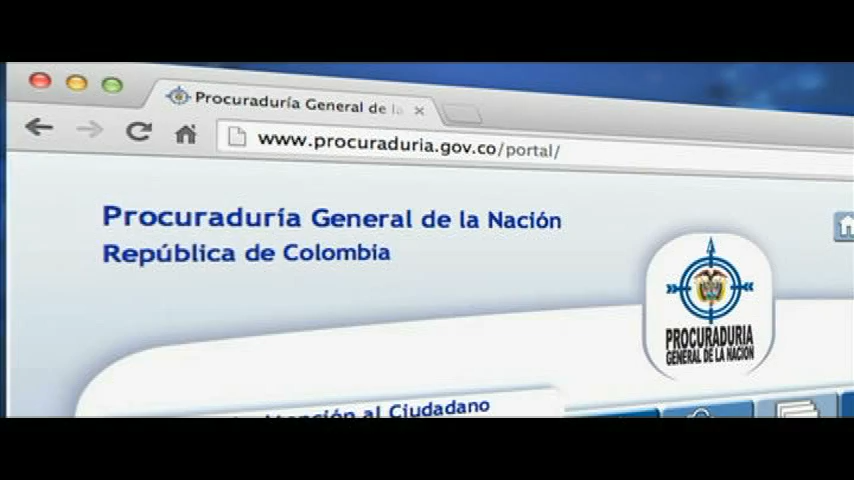 Procuraduría General de la
www.procuraduria.gov.co/portal/
Procuraduría General de la Nación
República de Colombia
PROCURADURIA
GENERAL DE LA NACION
Atención al Ciudadano